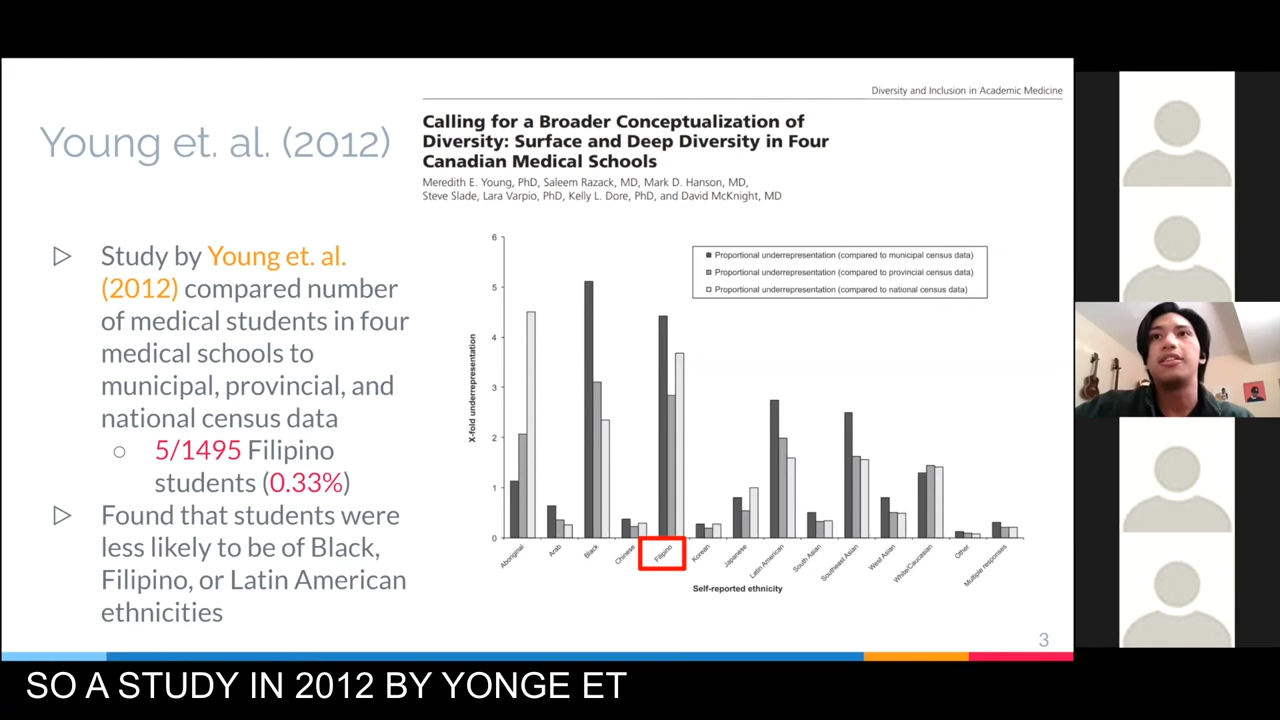 Diversity and Inclusion in Academic Medicine
Young et. al. (2012)
Calling for a Broader Conceptualization of
Diversity: Surface and Deep Diversity in Four
Canadian Medical Schools
Meredith E. Young, PhD, Saleem Razack, MD, Mark D. Hanson, MD,
Steve Slade, Lara Varpio, PhD, Kelly L. Dore, PhD, and David McKnight, MD
Study by Young et. al.
(2012) compared number
of medical students in four
medical schools to
municipal, provincial, and
national census data
5/1495 Filipino
students (0.33%)
Found that students were
less likely to be of Black,
Filipino, or Latin American
ethnicities
Proportional underrepresentation (compared to municipal census data)
Proportional underrepresentation (compared to provincial census data)
Proportional underrepresentation (compared to national census data)
X-fold underrepresentation
6
5
4
3
2
1
0
Aboriginal
Arab
Black
Chinese
Filipino
Korean
Japanese
Latin American
South Asian
Southeast Asian
West Asian
White/Caucasian
Other
Multiple responses
Self-reported ethnicity
3
SO A STUDY IN 2012 BY YONGE ET